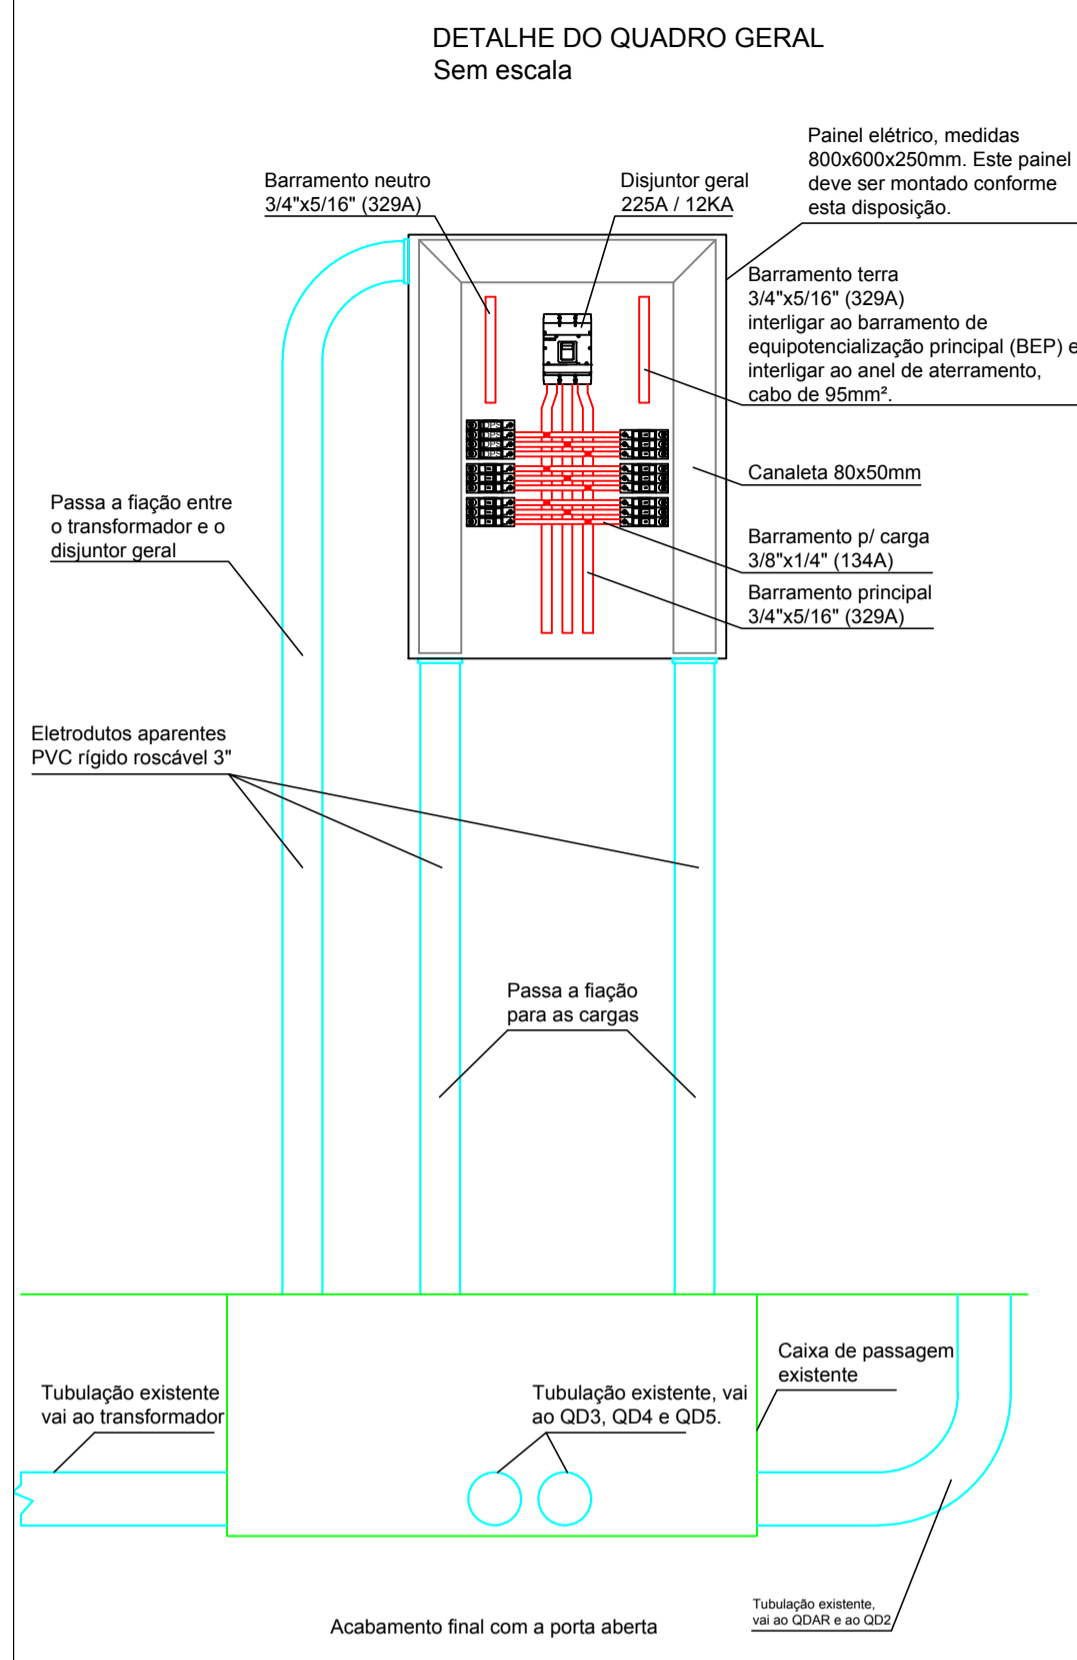 DETALHE DO QUADRO GERAL
Sem escala
Painel elétrico, medidas
800x600x250mm. Este painel
deve ser montado conforme
esta disposição.
Barramento neutro
3/4"x5/16" (329A)
Disjuntor geral
225A / 12KA
Barramento terra
3/4"x5/16" (329A)
interligar ao barramento de
equipotencialização principal (BEP) e
interligar ao anel de aterramento,
cabo de 95mm².
Canaleta 80x50mm
Passa a fiação entre
o transformador e o
disjuntor geral
Barramento p/ carga
3/8"x1/4" (134A)
Barramento principal
3/4"x5/16" (329A)
Eletrodutos aparentes
PVC rígido roscável 3"
Passa a fiação
para as cargas
Caixa de passagem
existente
Tubulação existente
vai ao transformador
Tubulação existente, vai
ao QD3, QD4 e QD5.
Tubulação existente,
vai ao QDAR e ao QD2
Acabamento final com a porta aberta